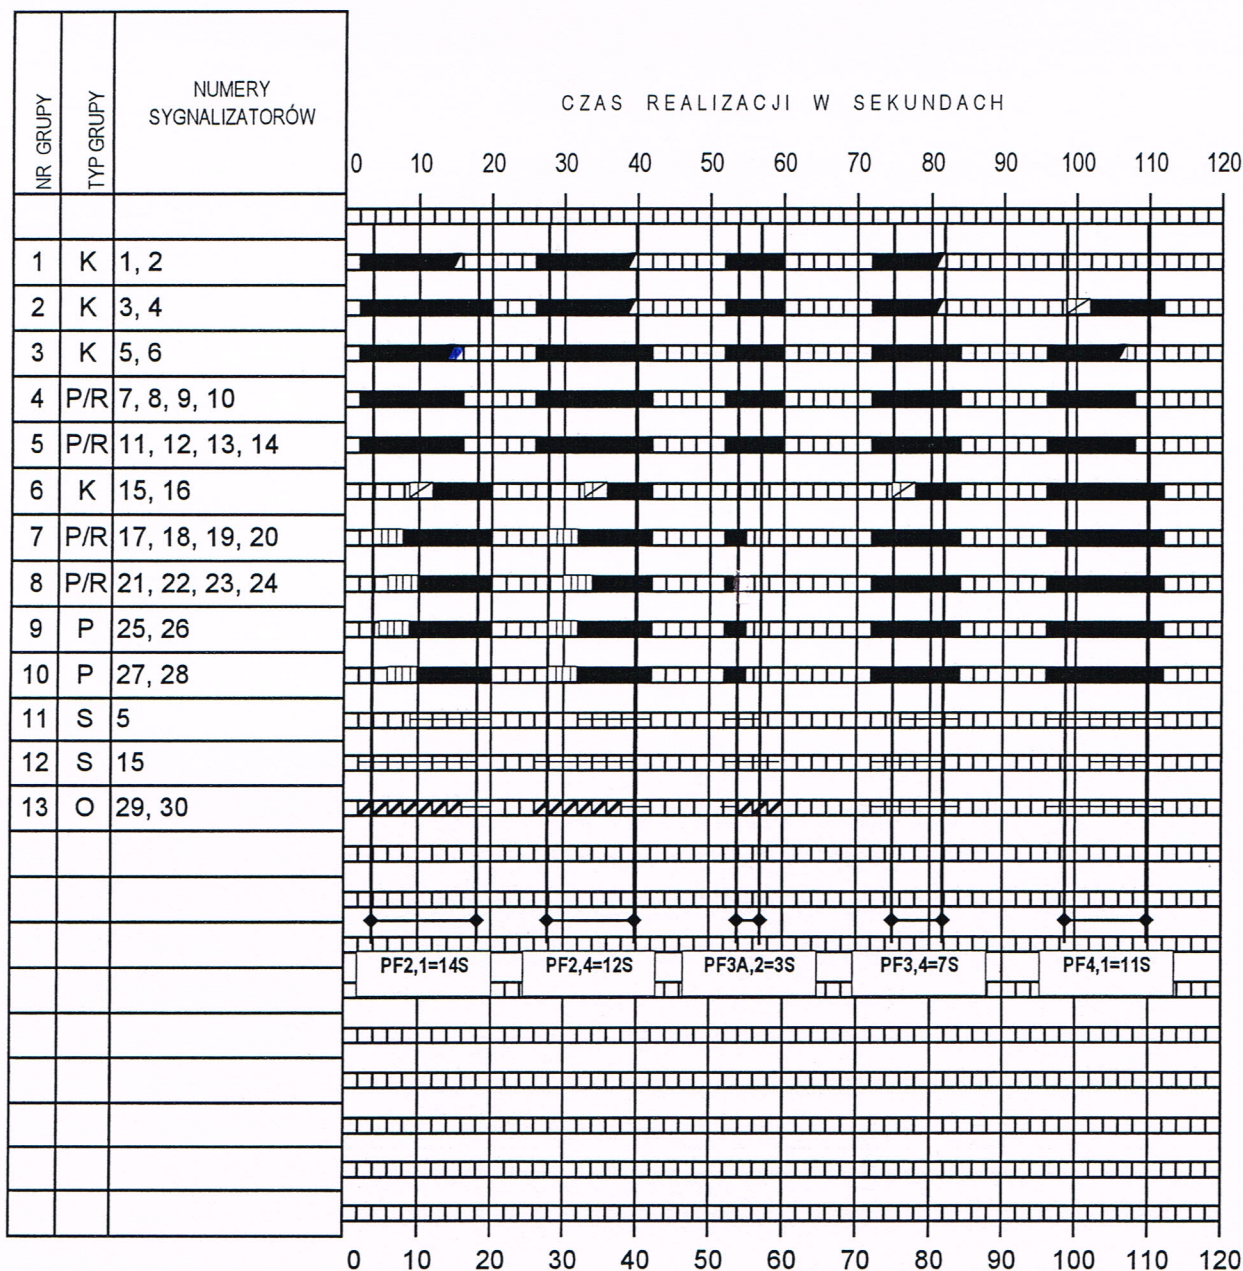 NR GRUPY
TYP GRUPY
NUMERY
SYGNALIZATORÓW
CZAS REALIZACJI W SEKUNDACH
0 10 20 30 40 50 60 70 80 90 100 110 120
1 K 1, 2
2 K 3, 4
3 K 5, 6
4 P/R 7, 8, 9, 10
5 P/R 11, 12, 13, 14
6 K 15, 16
7 P/R 17, 18, 19, 20
8 P/R 21, 22, 23, 24
9 P 25, 26
10 P 27, 28
11 S 5
12 S 15
13 O 29, 30
PF2,1=14S PF2,4=12S PF3A,2=3S PF3,4=7S PF4,1=11S
0 10 20 30 40 50 60 70 80 90 100 110 120